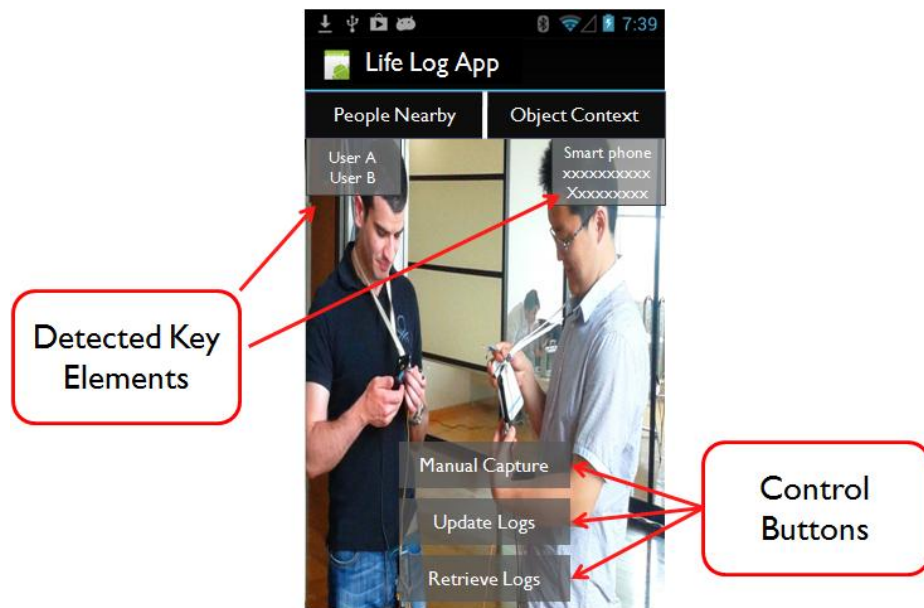 7:39
Life Log App
People Nearby
Object Context
User A
User B
Smart phone
xxxxxxxxxx
Xxxxxxxxx
Detected Key
Elements
Manual Capture
Update Logs
Retrieve Logs
Control
Buttons